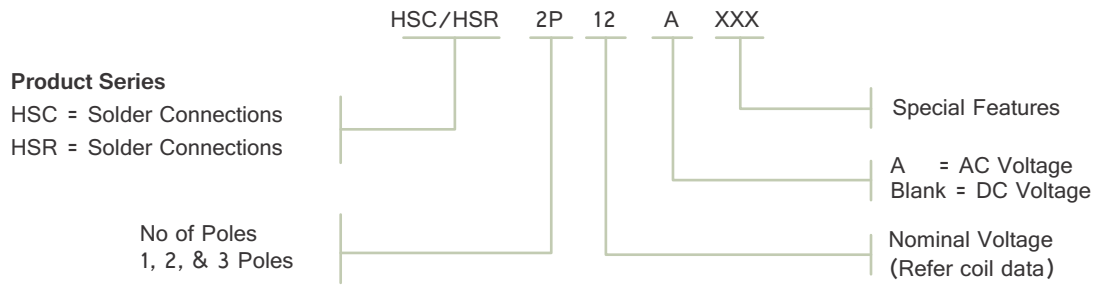 HSC/HSR 2P 12 A XXX
Product Series
HSC = Solder Connections
HSR = Solder Connections
No of Poles
1, 2, & 3 Poles
Special Features
A = AC Voltage
Blank = DC Voltage
Nominal Voltage
(Refer coil data)